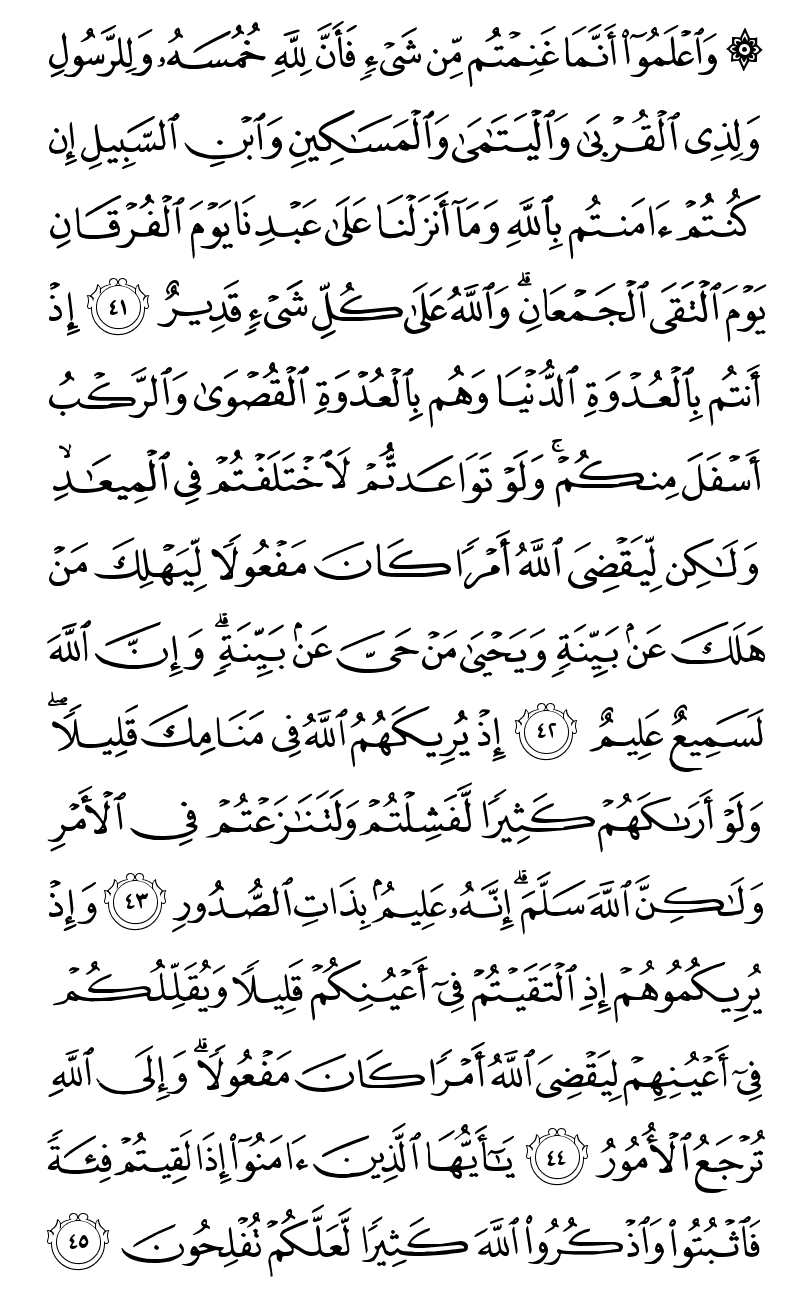 ۞ وَٱعْلَمُوٓا۟ أَنَّمَا غَنِمْتُم مِّن شَىْءٍ فَأَنَّ لِلَّهِ خُمُسَهُۥ وَلِلرَّسُولِ
وَلِذِى ٱلْقُرْبَىٰ وَٱلْيَتَـٰمَىٰ وَٱلْمَسَـٰكِينِ وَٱبْنِ ٱلسَّبِيلِ إِن
كُنتُمْ ءَامَنتُم بِٱللَّهِ وَمَآ أَنزَلْنَا عَلَىٰ عَبْدِنَا يَوْمَ ٱلْفُرْقَانِ
يَوْمَ ٱلْتَقَى ٱلْجَمْعَانِ ۗ وَٱللَّهُ عَلَىٰ كُلِّ شَىْءٍ قَدِيرٌ ٤١ إِذْ
أَنتُم بِٱلْعُدْوَةِ ٱلدُّنْيَا وَهُم بِٱلْعُدْوَةِ ٱلْقُصْوَىٰ وَٱلرَّكْبُ
أَسْفَلَ مِنكُمْ ۚ وَلَوْ تَوَاعَدتُّمْ لَٱخْتَلَفْتُمْ فِى ٱلْمِيعَـٰدِ ۙ
وَلَـٰكِن لِّيَقْضِىَ ٱللَّهُ أَمْرًا كَانَ مَفْعُولًا لِّيَهْلِكَ مَنْ
هَلَكَ عَنۢ بَيِّنَةٍ وَيَحْيَىٰ مَنْ حَىَّ عَنۢ بَيِّنَةٍ ۗ وَإِنَّ ٱللَّهَ
لَسَمِيعٌ عَلِيمٌ ٤٢ إِذْ يُرِيكَهُمُ ٱللَّهُ فِى مَنَامِكَ قَلِيلًا ۖ
وَلَوْ أَرَىٰكَهُمْ كَثِيرًا لَّفَشِلْتُمْ وَلَتَنَـٰزَعْتُمْ فِى ٱلْأَمْرِ
وَلَـٰكِنَّ ٱللَّهَ سَلَّمَ ۗ إِنَّهُۥ عَلِيمٌۢ بِذَاتِ ٱلصُّدُورِ ٤٣ وَإِذْ
يُرِيكُمُوهُمْ إِذِ ٱلْتَقَيْتُمْ فِىٓ أَعْيُنِكُمْ قَلِيلًا وَيُقَلِّلُكُمْ
فِىٓ أَعْيُنِهِمْ لِيَقْضِىَ ٱللَّهُ أَمْرًا كَانَ مَفْعُولًا ۗ وَإِلَى ٱللَّهِ
تُرْجَعُ ٱلْأُمُورُ ٤٤ يَـٰٓأَيُّهَا ٱلَّذِينَ ءَامَنُوٓا۟ إِذَا لَقِيتُمْ فِئَةً
فَٱثْبُتُوا۟ وَٱذْكُرُوا۟ ٱللَّهَ كَثِيرًا لَّعَلَّكُمْ تُفْلِحُونَ ٤٥